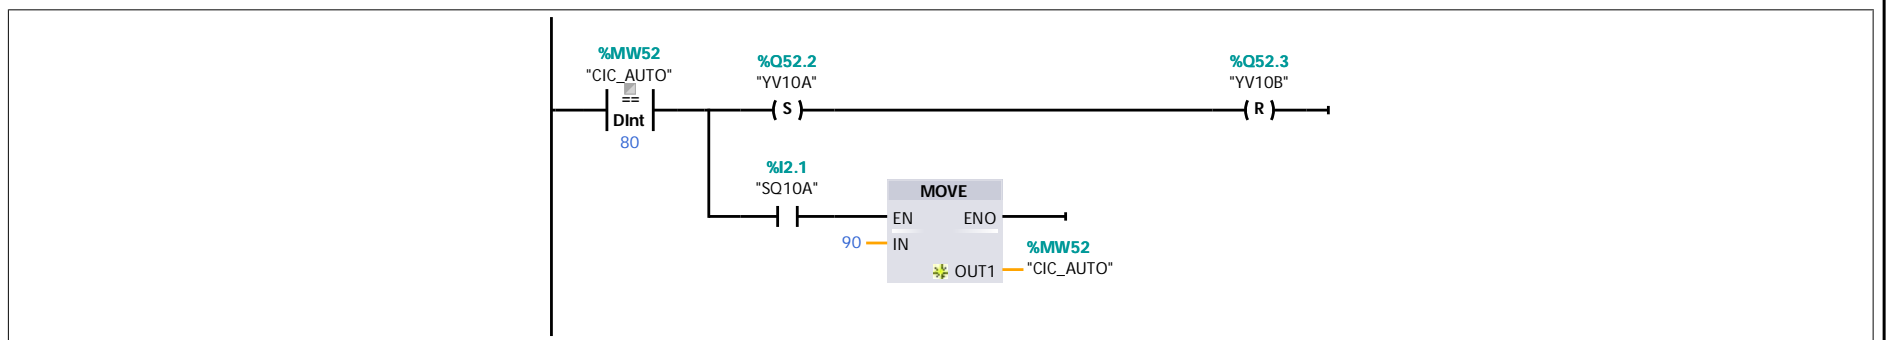 %MW52
"CIC_AUTO"
==
DInt
80
%Q52.2
"YV10A"
S
%Q52.3
"YV10B"
R
%I2.1
"SQ10A"
MOVE
EN ENO
90 IN
OUT1
%MW52
"CIC_AUTO"